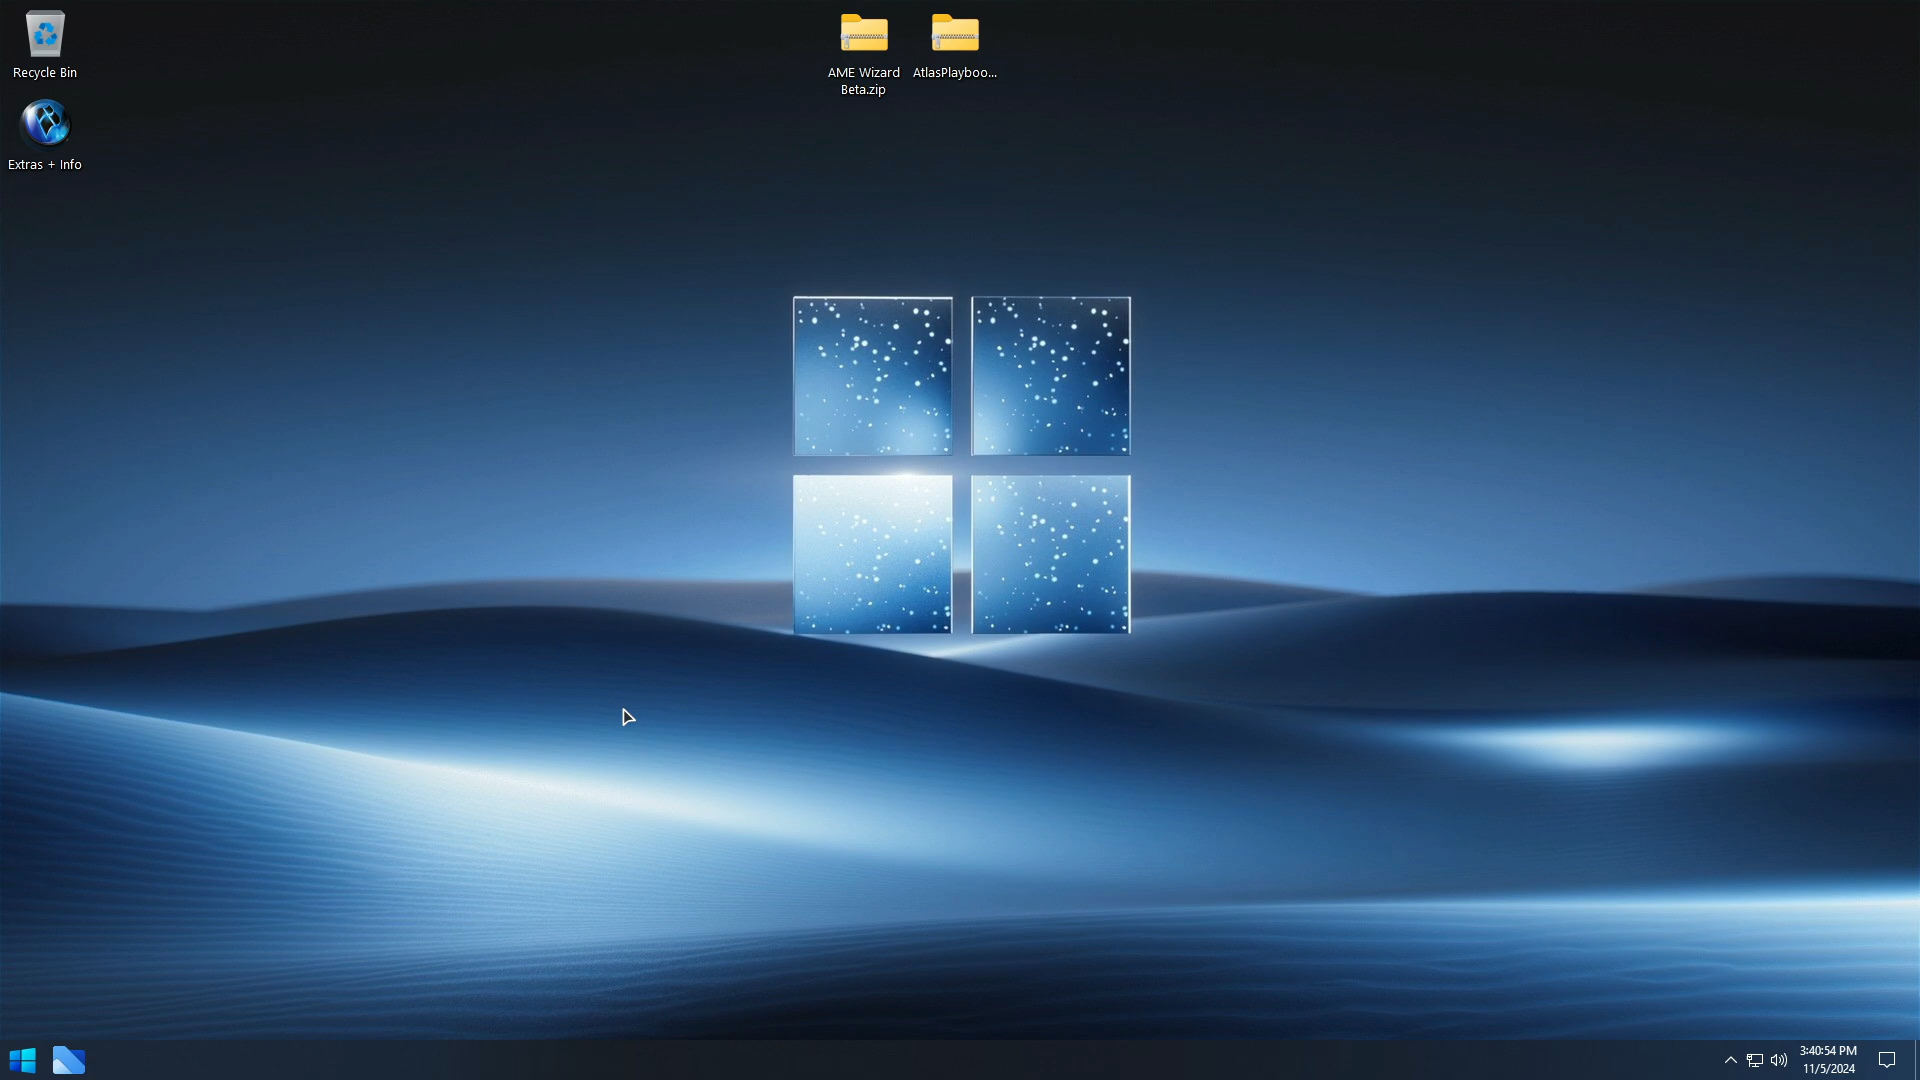 Recycle Bin
AME Wizard
Beta.zip
AtlasPlayboo...
Extras + Info
3:40:54 PM
11/5/2024